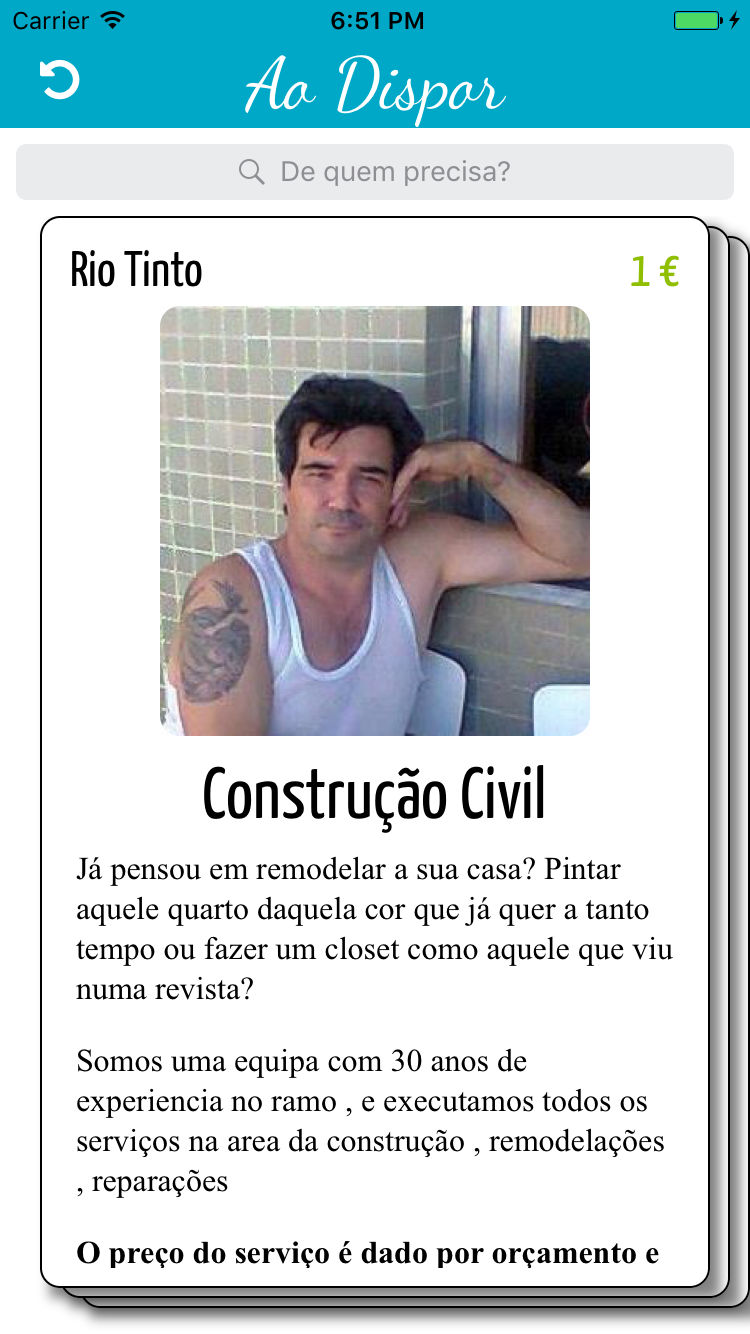 Carrier 6:51 PM
Ao Dispor
De quem precisa?
Rio Tinto 1 €
Construção Civil
Já pensou em remodelar a sua casa? Pintar
aquele quarto daquela cor que já quer a tanto
tempo ou fazer um closet como aquele que viu
numa revista?
Somos uma equipa com 30 anos de
experiencia no ramo , e executamos todos os
serviços na area da construção , remodelações
, reparações
O preço do serviço é dado por orçamento e